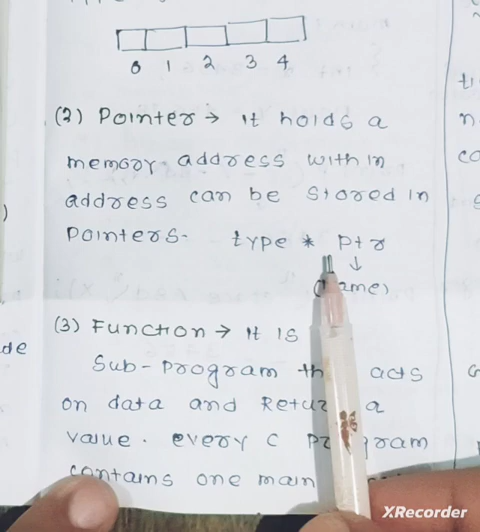 0 1 2 3 4
(2) Pointer → it holds a
memory address within
address can be stored in
pointers. type * ptr
↓
(3) Function → It is
Sub-program acts
de
on data and a
value. every C
contains one main
XRecorder